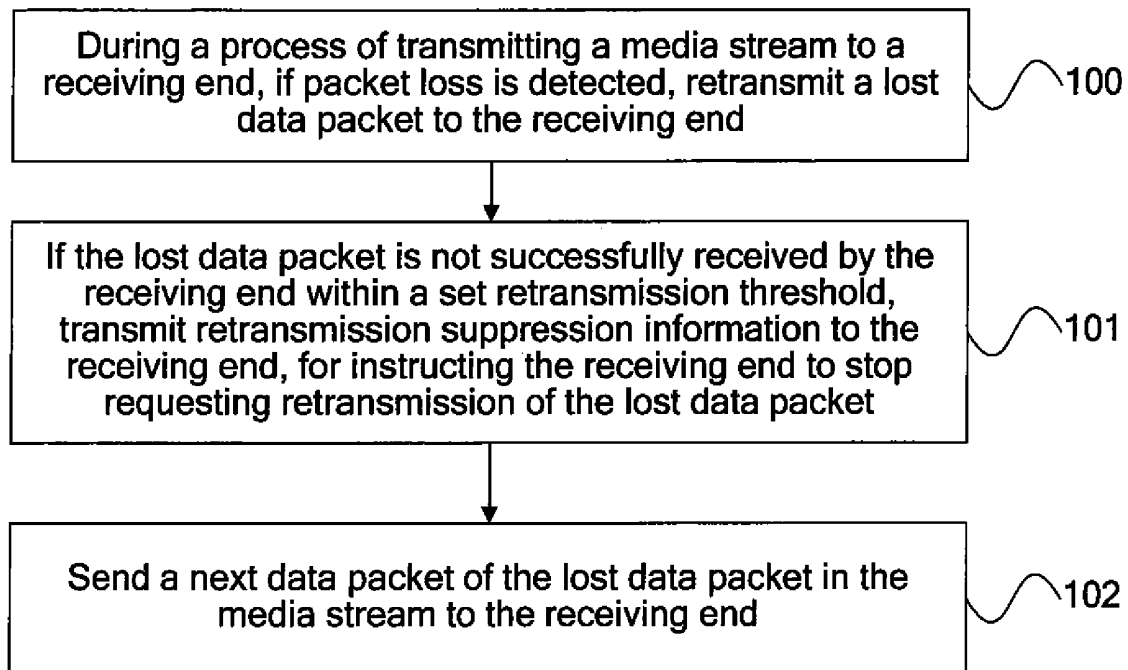 During a process of transmitting a media stream to a
receiving end, if packet loss is detected, retransmit a lost
data packet to the receiving end
100
If the lost data packet is not successfully received by the
receiving end within a set retransmission threshold,
transmit retransmission suppression information to the
receiving end, for instructing the receiving end to stop
requesting retransmission of the lost data packet
101
Send a next data packet of the lost data packet in the
media stream to the receiving end
102